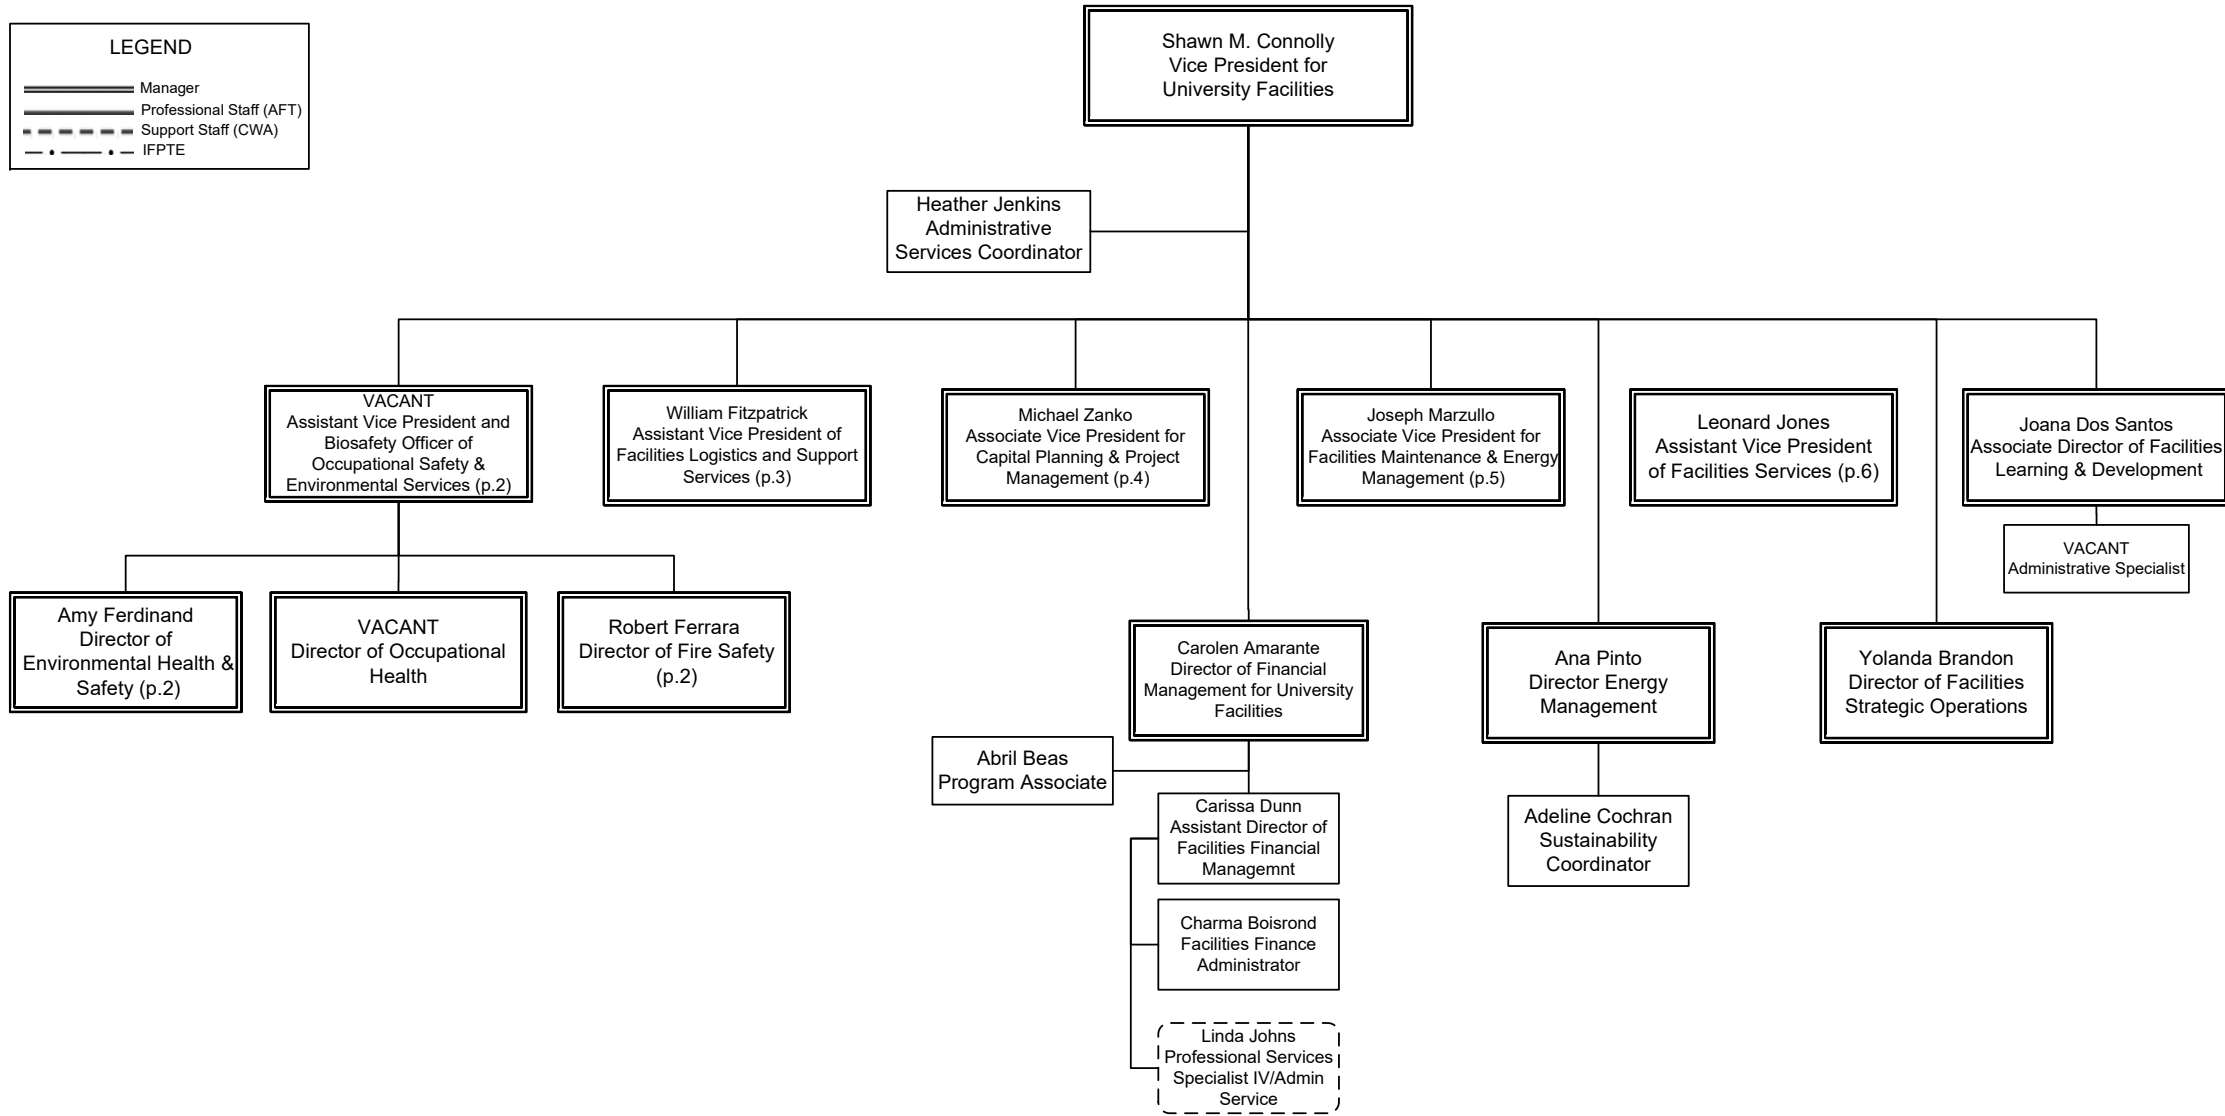 LEGEND
Manager
Professional Staff (AFT)
Support Staff (CWA)
IFPTE
Shawn M. Connolly
Vice President for
University Facilities
Heather Jenkins
Administrative
Services Coordinator
VACANT
Assistant Vice President and
Biosafety Officer of
Occupational Safety &
Environmental Services (p.2)
William Fitzpatrick
Assistant Vice President of
Facilities Logistics and Support
Services (p.3)
Michael Zanko
Associate Vice President for
Capital Planning & Project
Management (p.4)
Joseph Marzullo
Associate Vice President for
Facilities Maintenance & Energy
Management (p.5)
Leonard Jones
Assistant Vice President
of Facilities Services (p.6)
Joana Dos Santos
Associate Director of Facilities
Learning & Development
VACANT
Administrative Specialist
Amy Ferdinand
Director of
Environmental Health &
Safety (p.2)
VACANT
Director of Occupational
Health
Robert Ferrara
Director of Fire Safety
(p.2)
Carolen Amarante
Director of Financial
Management for University
Facilities
Ana Pinto
Director Energy
Management
Yolanda Brandon
Director of Facilities
Strategic Operations
Abril Beas
Program Associate
Carissa Dunn
Assistant Director of
Facilities Financial
Managemnt
Adeline Cochran
Sustainability
Coordinator
Charma Boisrond
Facilities Finance
Administrator
Linda Johns
Professional Services
Specialist IV/Admin
Service